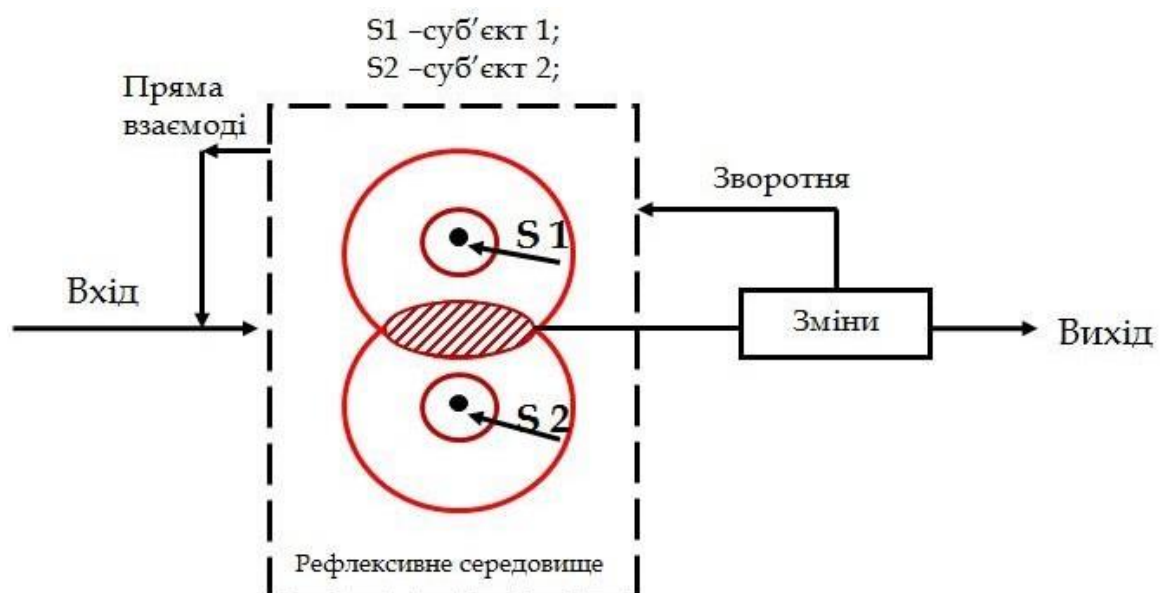 S1 –суб’єкт 1;
S2 –суб’єкт 2;
Пряма
взаємоді
Зворотня
S 1
Вхід
Зміни
Вихід
S 2
Рефлексивне середовище